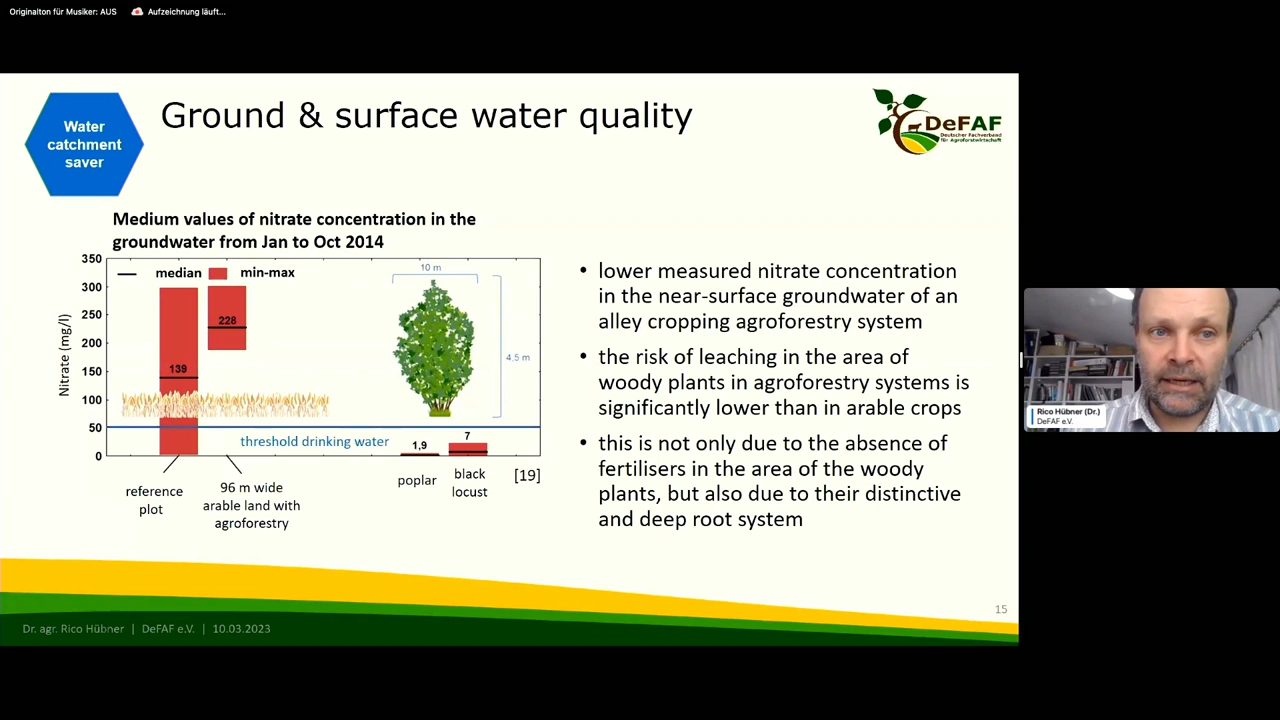 Originalton für Musiker: AUS
Aufzeichnung läuft...
Water
catchment
saver
Ground & surface water quality
DeFAF
Deutscher Fachverband
für Agroforstwirtschaft
Medium values of nitrate concentration in the
groundwater from Jan to Oct 2014
Nitrate (mg/l)
350
300
250
200
150
100
50
0
median
min-max
139
228
10 m
4.5 m
threshold drinking water
1,9
7
reference
plot
96 m wide
arable land with
agroforestry
poplar
black
locust
[19]
• lower measured nitrate concentration
in the near-surface groundwater of an
alley cropping agroforestry system
• the risk of leaching in the area of
woody plants in agroforestry systems is
significantly lower than in arable crops
• this is not only due to the absence of
fertilisers in the area of the woody
plants, but also due to their distinctive
and deep root system
15
Dr. agr. Rico Hübner | DeFAF e.V. | 10.03.2023
Rico Hübner (Dr.)
DeFAF e.V.